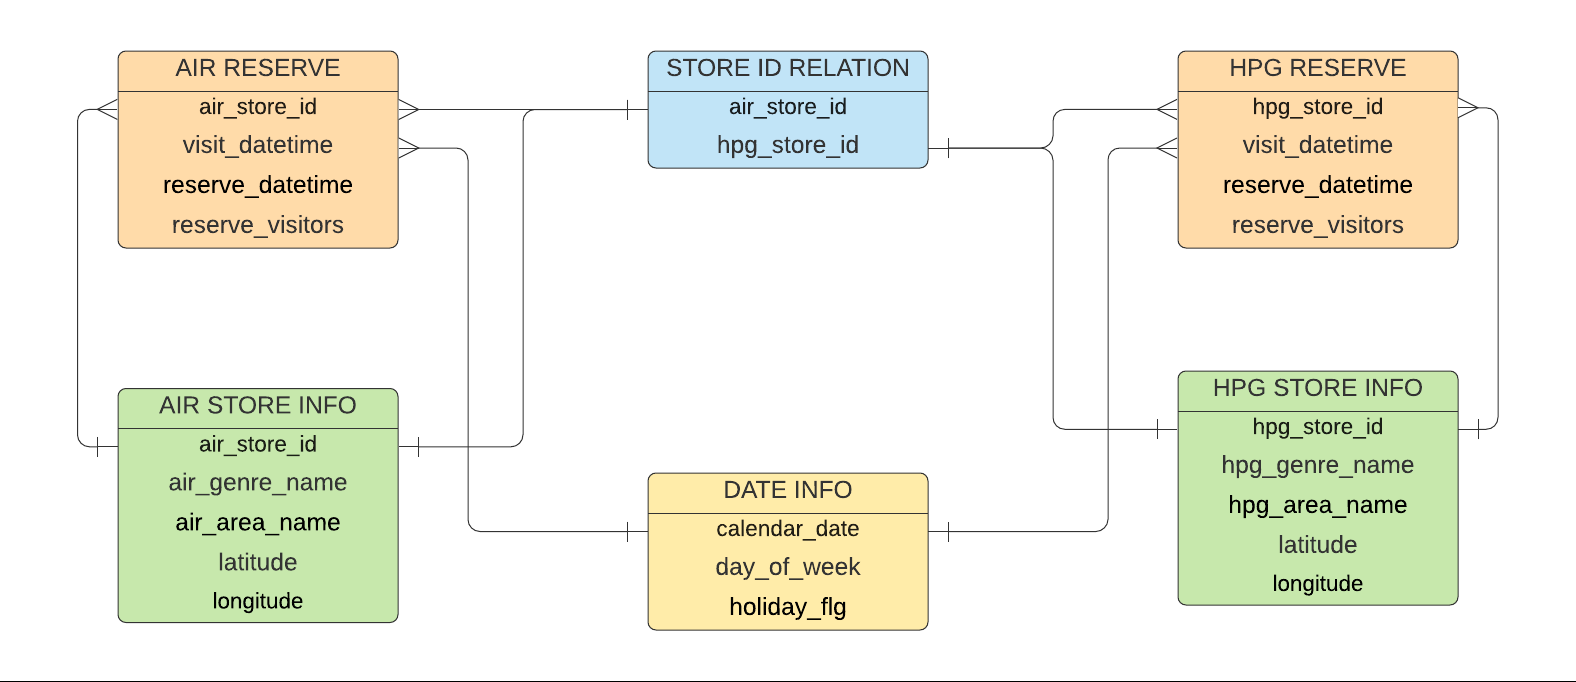 AIR RESERVE
air_store_id
visit_datetime
reserve_datetime
reserve_visitors
STORE ID RELATION
air_store_id
hpg_store_id
HPG RESERVE
hpg_store_id
visit_datetime
reserve_datetime
reserve_visitors
AIR STORE INFO
air_store_id
air_genre_name
air_area_name
latitude
longitude
DATE INFO
calendar_date
day_of_week
holiday_flg
HPG STORE INFO
hpg_store_id
hpg_genre_name
hpg_area_name
latitude
longitude